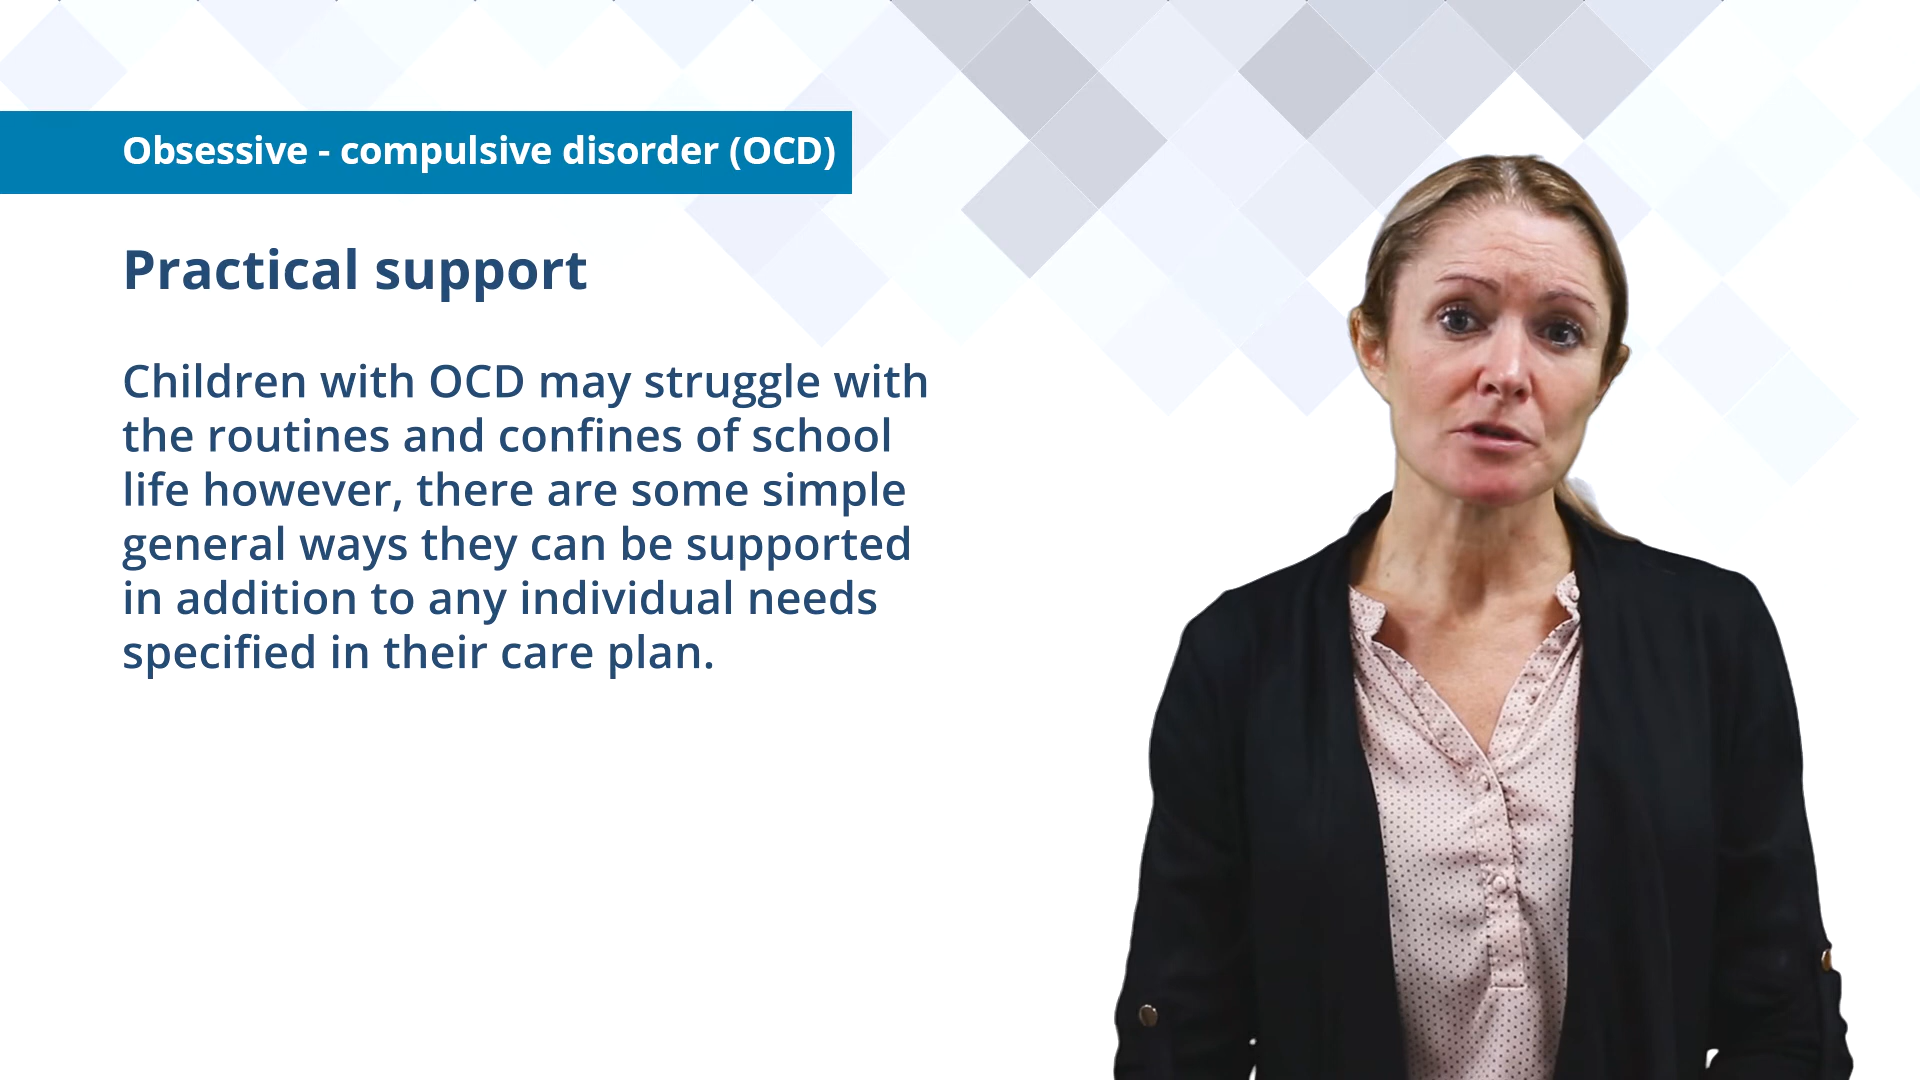 Obsessive - compulsive disorder (OCD)
Practical support
Children with OCD may struggle with
the routines and confines of school
life however, there are some simple
general ways they can be supported
in addition to any individual needs
specified in their care plan.